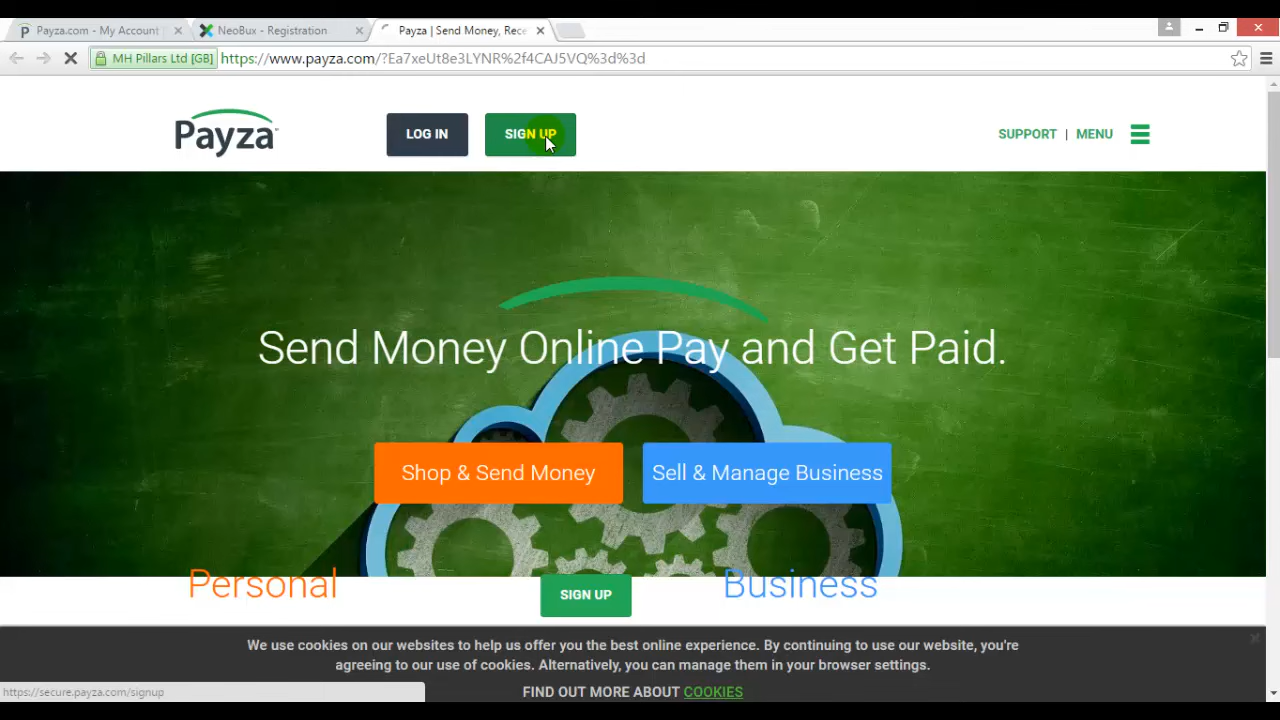 Payza.com - My Account
NeoBux - Registration
Payza | Send Money, Rece
MH Pillars Ltd [GB]
https://www.payza.com/?Ea7xeUt8e3LYNR%2f4CAJ5VQ%3d%3d
Payza
LOG IN
SIGN UP
SUPPORT | MENU
Send Money Online Pay and Get Paid.
Shop & Send Money
Sell & Manage Business
Personal
SIGN UP
Business
We use cookies on our websites to help us offer you the best online experience. By continuing to use our website, you're
agreeing to our use of cookies. Alternatively, you can manage them in your browser settings.
FIND OUT MORE ABOUT COOKIES
https://secure.payza.com/signup